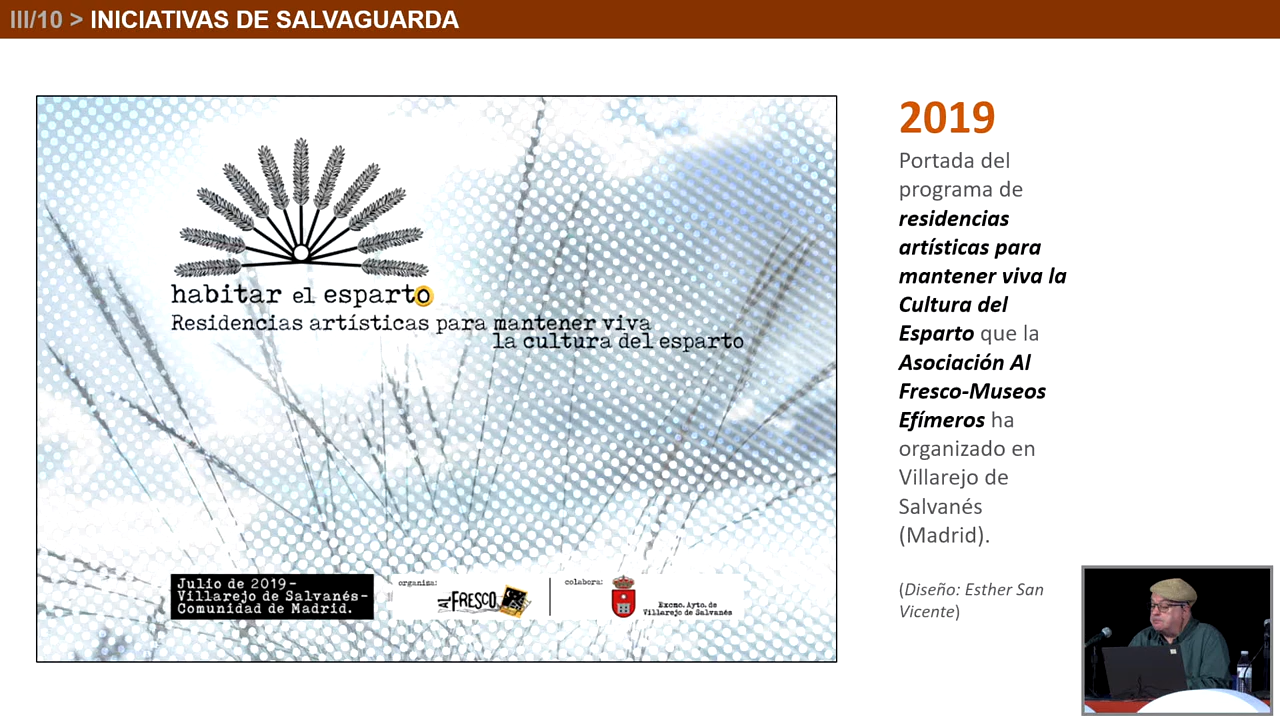 III/10 > INICIATIVAS DE SALVAGUARDA
habitar el esparto
Residencias artísticas para mantener viva
la cultura del esparto
Julio de 2019-
Villarejo de Salvanés-
Comunidad de Madrid.
organiza:
AL FRESCO
colabora:
Excmo. Ayto. de
Villarejo de Salvanés
2019
Portada del
programa de
residencias
artísticas para
mantener viva la
Cultura del
Esparto que la
Asociación Al
Fresco-Museos
Efímeros ha
organizado en
Villarejo de
Salvanés
(Madrid).
(Diseño: Esther San
Vicente)